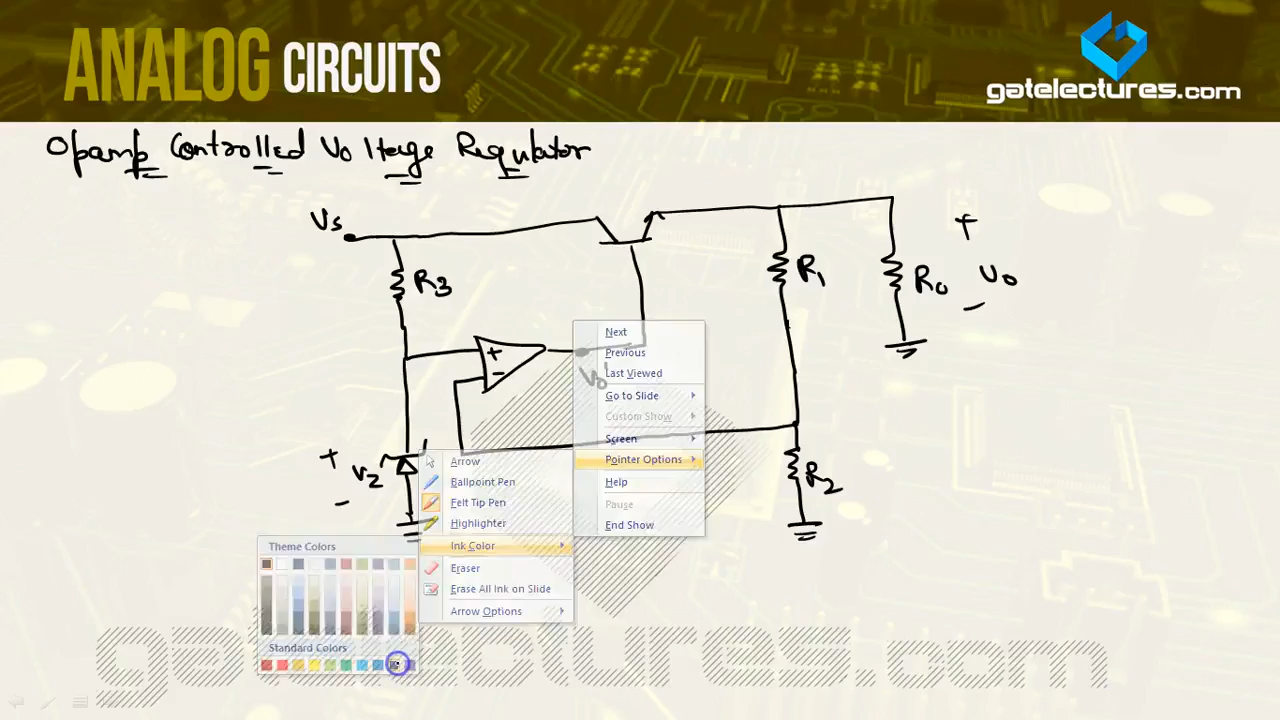 ANALOG CIRCUITS
gatelectures.com
Opamp Controlled Voltage Regulator
Vs
R3
R1
R0
+
V0
-
+
-
V0'
+
Vz
-
R2
Next
Previous
Last Viewed
Go to Slide
Custom Show
Screen
Pointer Options
Help
Pause
End Show
Arrow
Ballpoint Pen
Felt Tip Pen
Highlighter
Ink Color
Eraser
Erase All Ink on Slide
Arrow Options
Theme Colors
Standard Colors
gatelectures.com